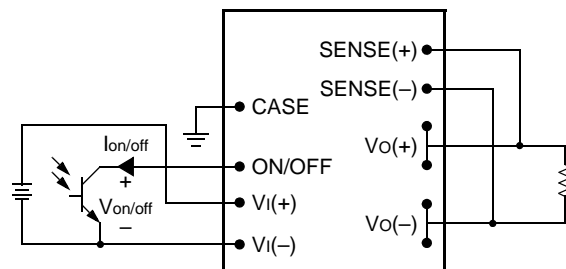 SENSE(+)
SENSE(–)
CASE
Ion/off
VO(+)
ON/OFF
+
Von/off
VI(+)
–
VO(–)
VI(–)